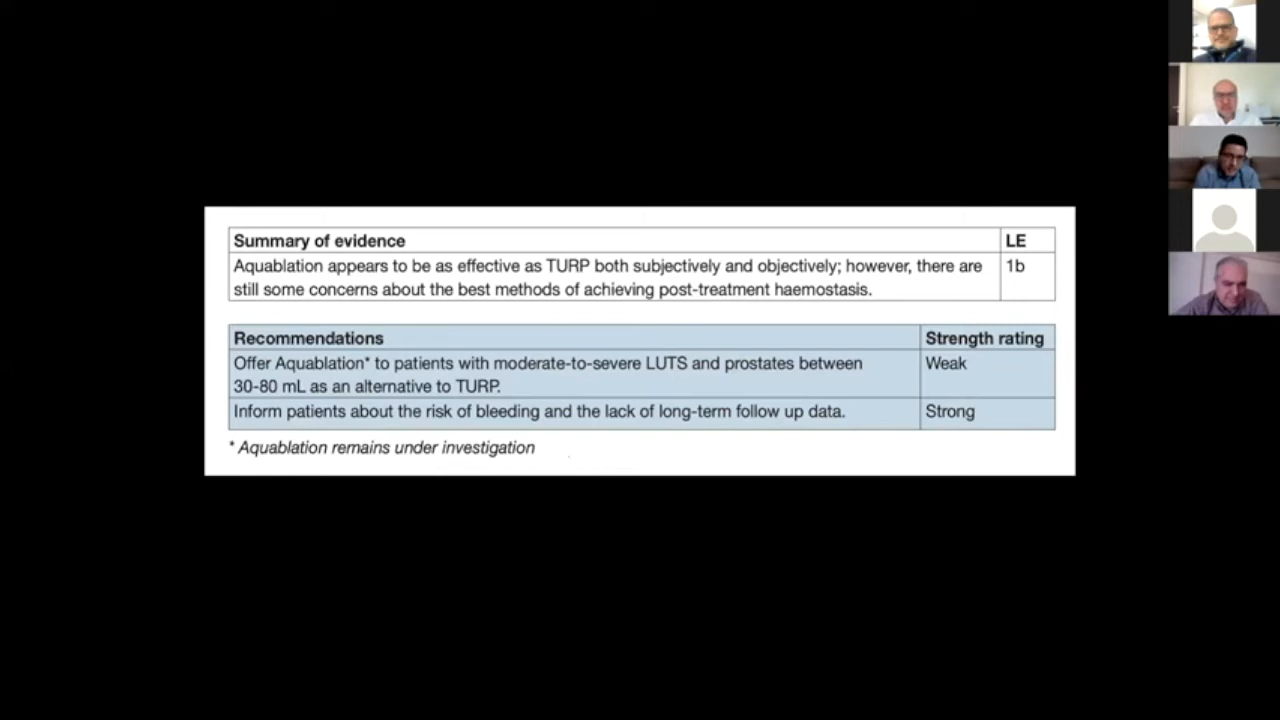 Summary of evidence LE
Aquablation appears to be as effective as TURP both subjectively and objectively; however, there are 1b
still some concerns about the best methods of achieving post-treatment haemostasis.
Recommendations Strength rating
Offer Aquablation* to patients with moderate-to-severe LUTS and prostates between Weak
30-80 mL as an alternative to TURP.
Inform patients about the risk of bleeding and the lack of long-term follow up data. Strong
* Aquablation remains under investigation